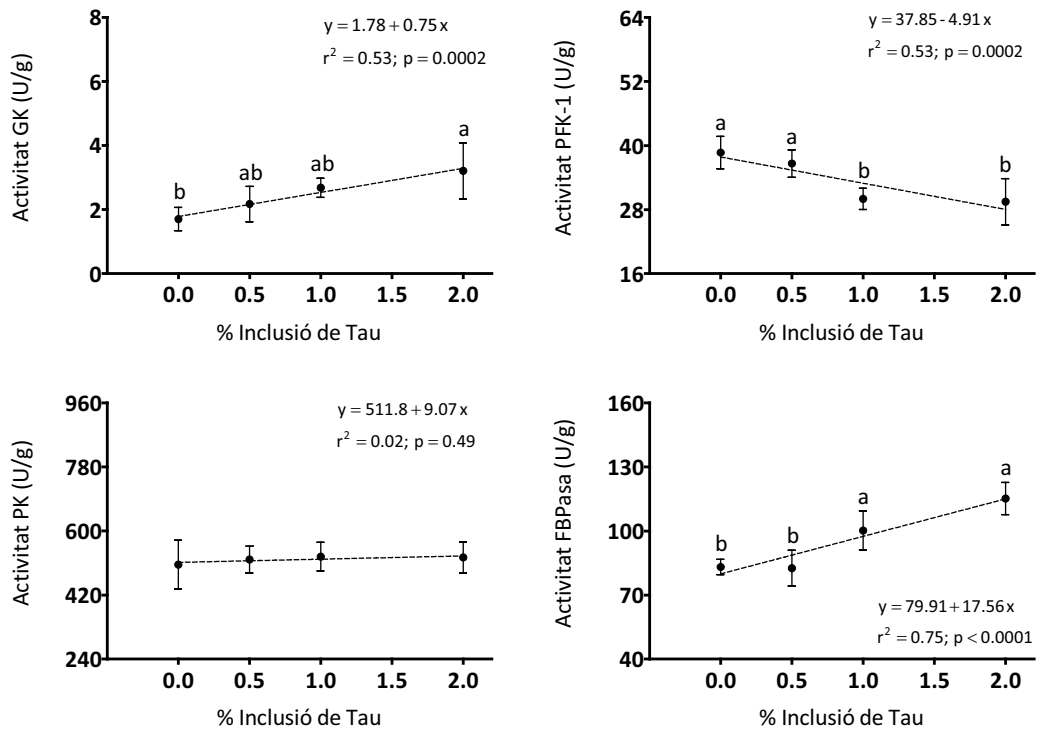 Activitat GK (U/g)
8
6
4
2
0
y = 1.78 + 0.75 x
r² = 0.53; p = 0.0002
b
ab
ab
a
0.0 0.5 1.0 1.5 2.0
% Inclusió de Tau
Activitat PFK-1 (U/g)
64
52
40
28
16
y = 37.85 - 4.91 x
r² = 0.53; p = 0.0002
a
a
b
b
0.0 0.5 1.0 1.5 2.0
% Inclusió de Tau
Activitat PK (U/g)
960
780
600
420
240
y = 511.8 + 9.07 x
r² = 0.02; p = 0.49
0.0 0.5 1.0 1.5 2.0
% Inclusió de Tau
Activitat FBPasa (U/g)
160
130
100
70
40
b
b
a
a
y = 79.91 + 17.56 x
r² = 0.75; p < 0.0001
0.0 0.5 1.0 1.5 2.0
% Inclusió de Tau